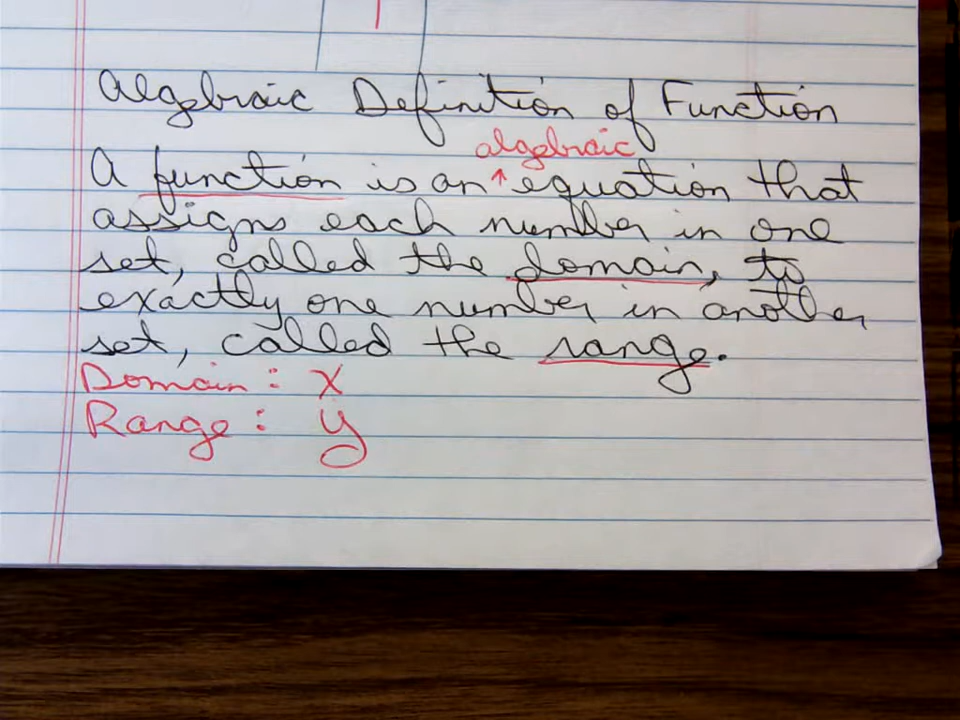 Algebraic Definition of Function
algebraic
A function is an ↑ equation that
assigns each number in one
set, called the domain, to
exactly one number in another
set, called the range.
Domain: x
Range: y